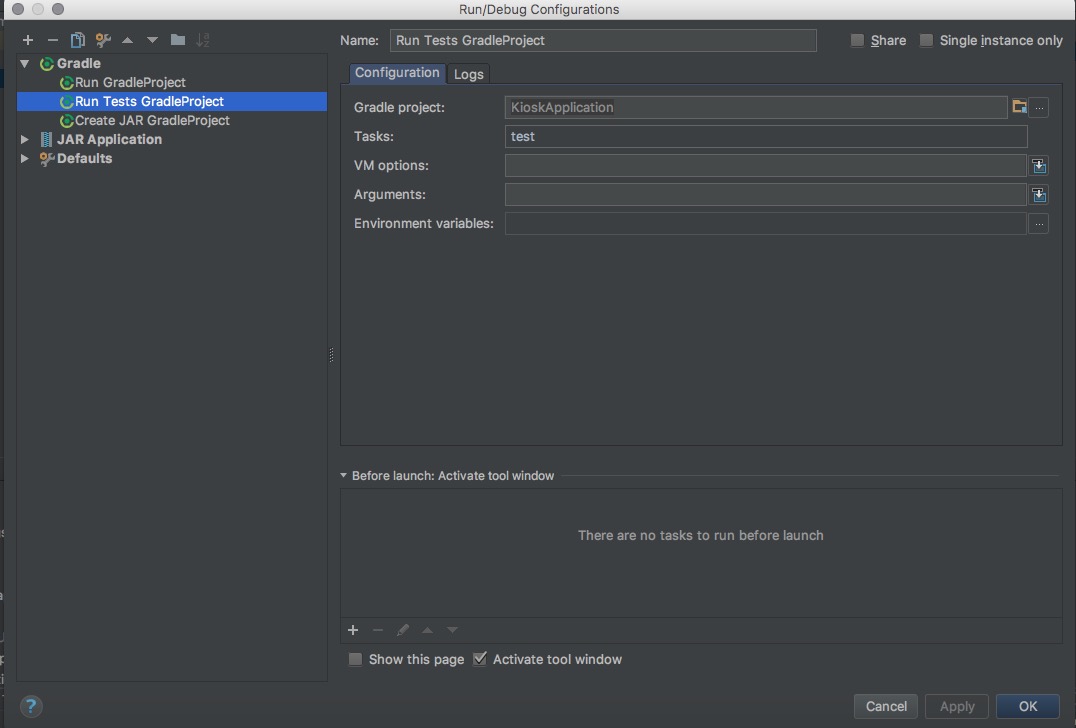 Run/Debug Configurations
Name: Run Tests GradleProject Share Single instance only
Gradle
Run GradleProject
Run Tests GradleProject
Create JAR GradleProject
JAR Application
Defaults
Configuration Logs
Gradle project: KioskApplication ...
Tasks: test
VM options:
Arguments:
Environment variables: ...
Before launch: Activate tool window
There are no tasks to run before launch
Show this page Activate tool window
? Cancel Apply OK